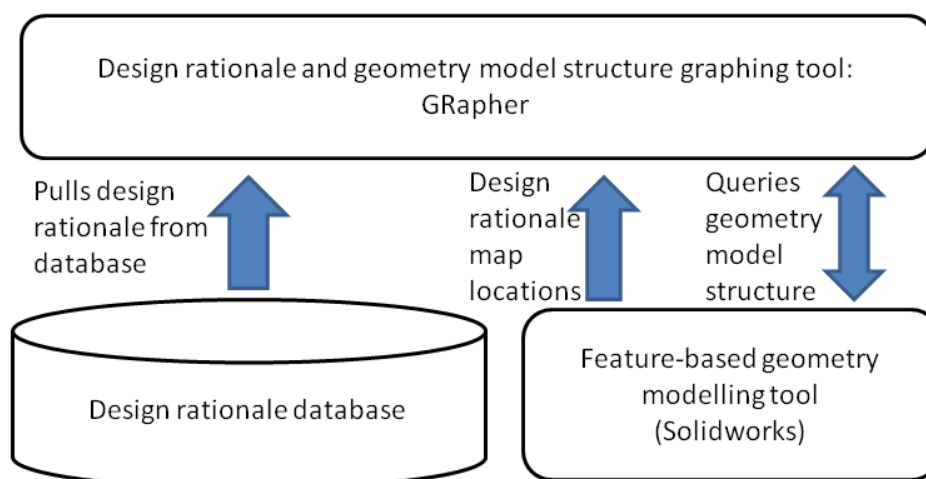 Design rationale and geometry model structure graphing tool:
GRapher
Pulls design
rationale from
database
Design
rationale
map
locations
Queries
geometry
model
structure
Design rationale database
Feature-based geometry
modelling tool
(Solidworks)